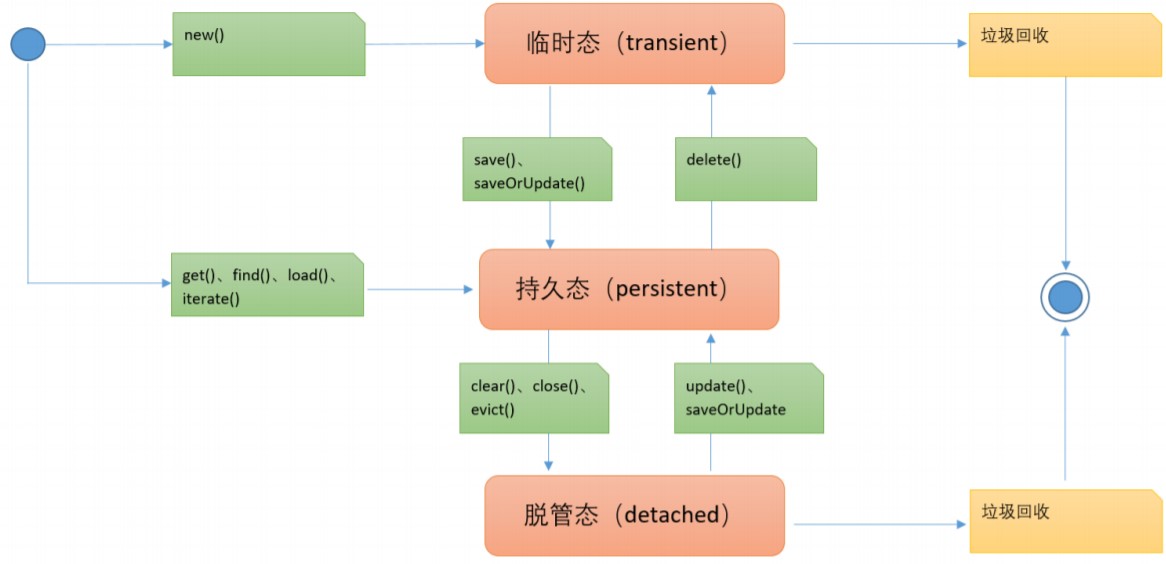 new()
临时态（transient）
垃圾回收
save()、
saveOrUpdate()
delete()
get()、find()、load()、
iterate()
持久态（persistent）
clear()、close()、
evict()
update()、
saveOrUpdate
脱管态（detached）
垃圾回收